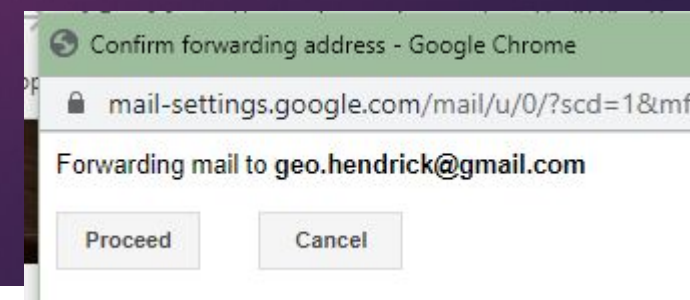 Confirm forwarding address - Google Chrome
mail-settings.google.com/mail/u/0/?scd=1&mf
Forwarding mail to geo.hendrick@gmail.com
Proceed Cancel